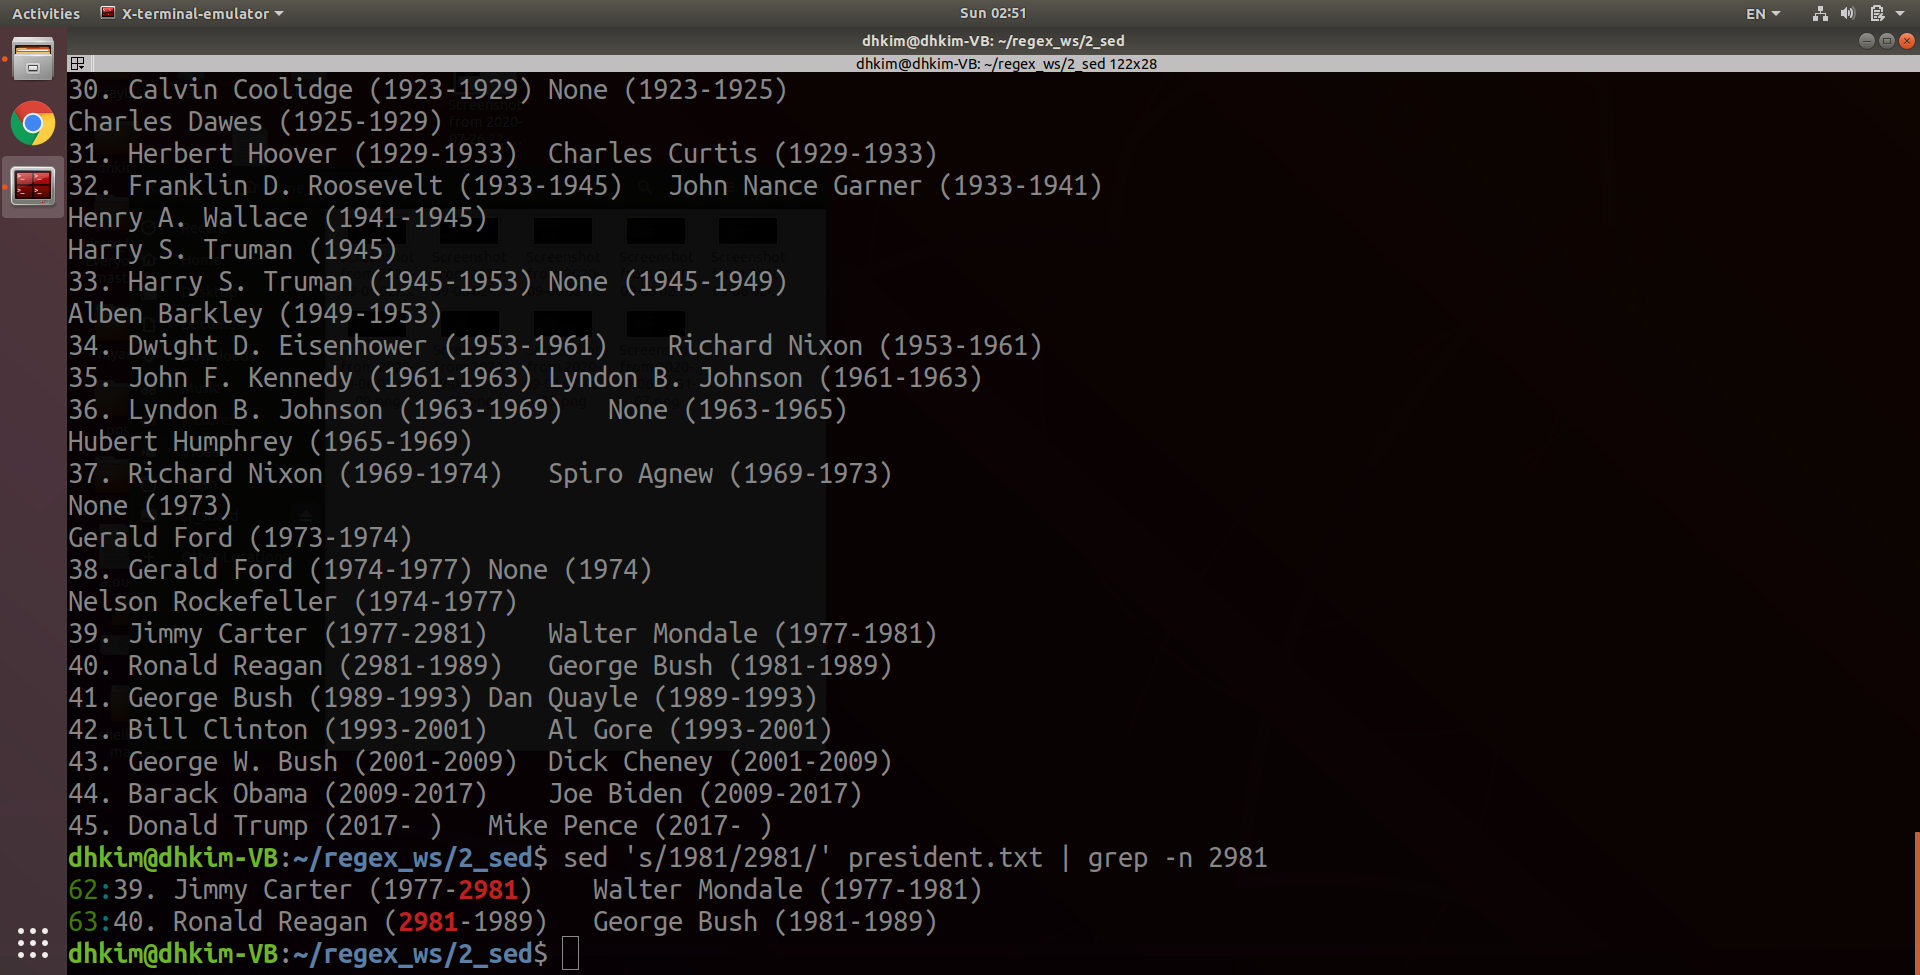 Activities X-terminal-emulator Sun 02:51 EN
dhkim@dhkim-VB: ~/regex_ws/2_sed
dhkim@dhkim-VB: ~/regex_ws/2_sed 122x28
30. Calvin Coolidge (1923-1929) None (1923-1925)
Charles Dawes (1925-1929)
31. Herbert Hoover (1929-1933)  Charles Curtis (1929-1933)
32. Franklin D. Roosevelt (1933-1945)   John Nance Garner (1933-1941)
Henry A. Wallace (1941-1945)
Harry S. Truman (1945)
33. Harry S. Truman (1945-1953) None (1945-1949)
Alben Barkley (1949-1953)
34. Dwight D. Eisenhower (1953-1961)    Richard Nixon (1953-1961)
35. John F. Kennedy (1961-1963) Lyndon B. Johnson (1961-1963)
36. Lyndon B. Johnson (1963-1969)   None (1963-1965)
Hubert Humphrey (1965-1969)
37. Richard Nixon (1969-1974)   Spiro Agnew (1969-1973)
None (1973)
Gerald Ford (1973-1974)
38. Gerald Ford (1974-1977) None (1974)
Nelson Rockefeller (1974-1977)
39. Jimmy Carter (1977-2981)    Walter Mondale (1977-1981)
40. Ronald Reagan (2981-1989)   George Bush (1981-1989)
41. George Bush (1989-1993) Dan Quayle (1989-1993)
42. Bill Clinton (1993-2001)    Al Gore (1993-2001)
43. George W. Bush (2001-2009)  Dick Cheney (2001-2009)
44. Barack Obama (2009-2017)    Joe Biden (2009-2017)
45. Donald Trump (2017- )   Mike Pence (2017- )
dhkim@dhkim-VB:~/regex_ws/2_sed$ sed 's/1981/2981/' president.txt | grep -n 2981
62:39. Jimmy Carter (1977-2981)    Walter Mondale (1977-1981)
63:40. Ronald Reagan (2981-1989)   George Bush (1981-1989)
dhkim@dhkim-VB:~/regex_ws/2_sed$